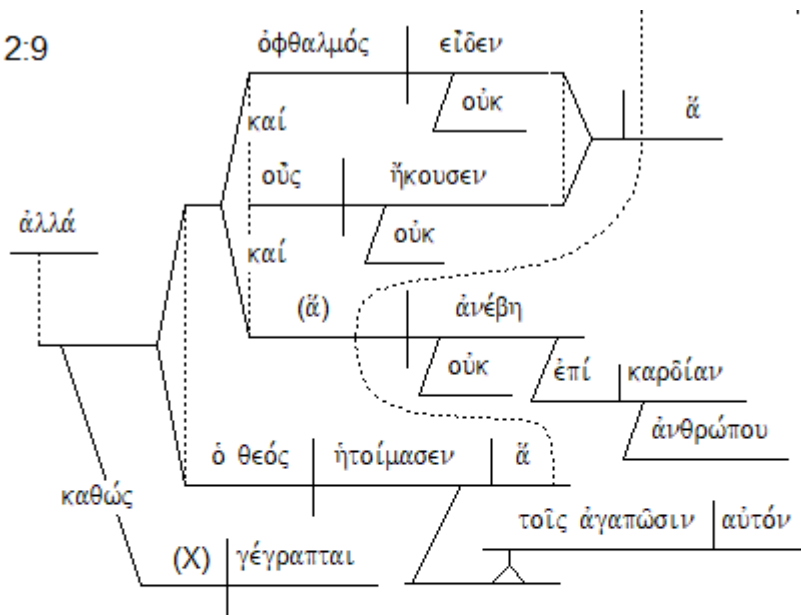 2:9
ὀφθαλμός εἶδεν
οὐκ
ἅ
καί
οὖς ἤκουσεν
οὐκ
καί
ἀλλά
(ἅ) ἀνέβη
οὐκ
ἐπί καρδίαν
ἀνθρώπου
ὁ θεός ἡτοίμασεν ἅ
καθώς
τοῖς ἀγαπῶσιν αὐτόν
(X) γέγραπται